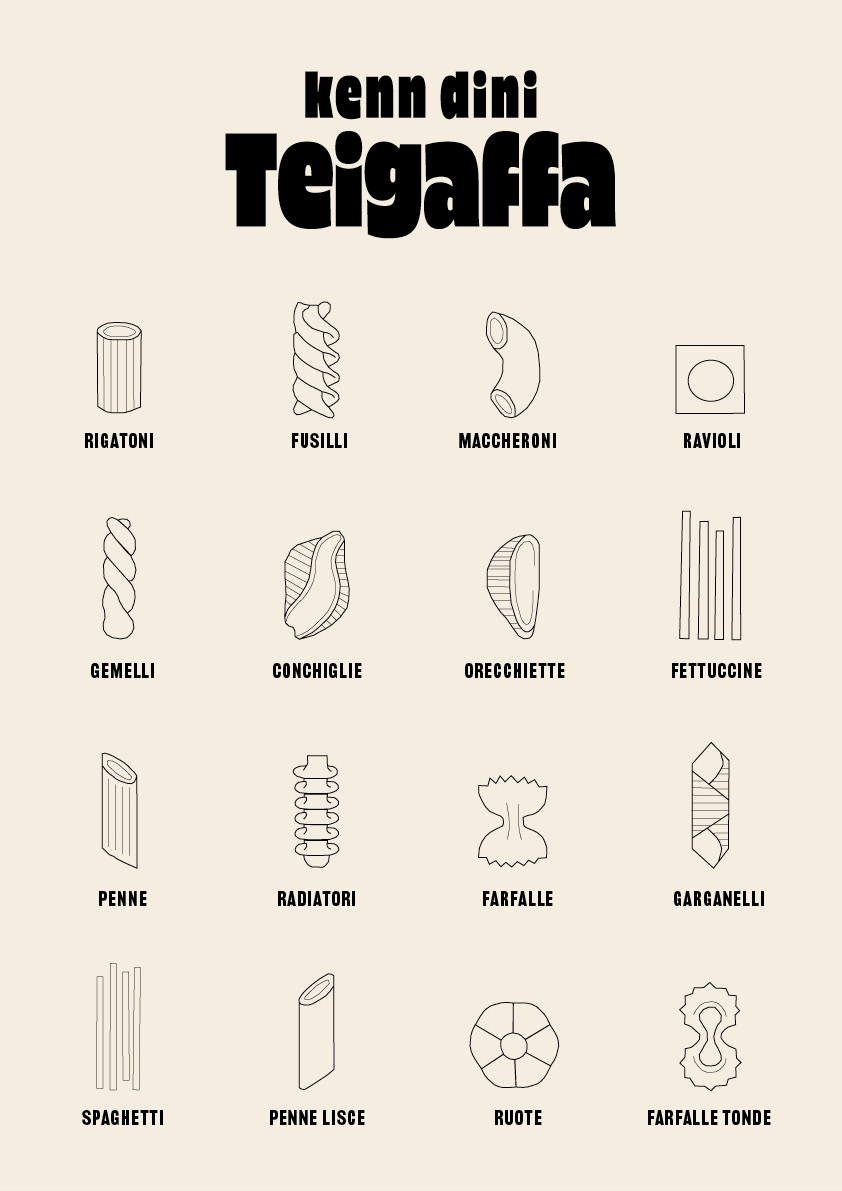 kenn dini
Teigaffa
RIGATONI
FUSILLI
MACCHERONI
RAVIOLI
GEMELLI
CONCHIGLIE
ORECCHIETTE
FETTUCCINE
PENNE
RADIATORI
FARFALLE
GARGANELLI
SPAGHETTI
PENNE LISCE
RUOTE
FARFALLE TONDE